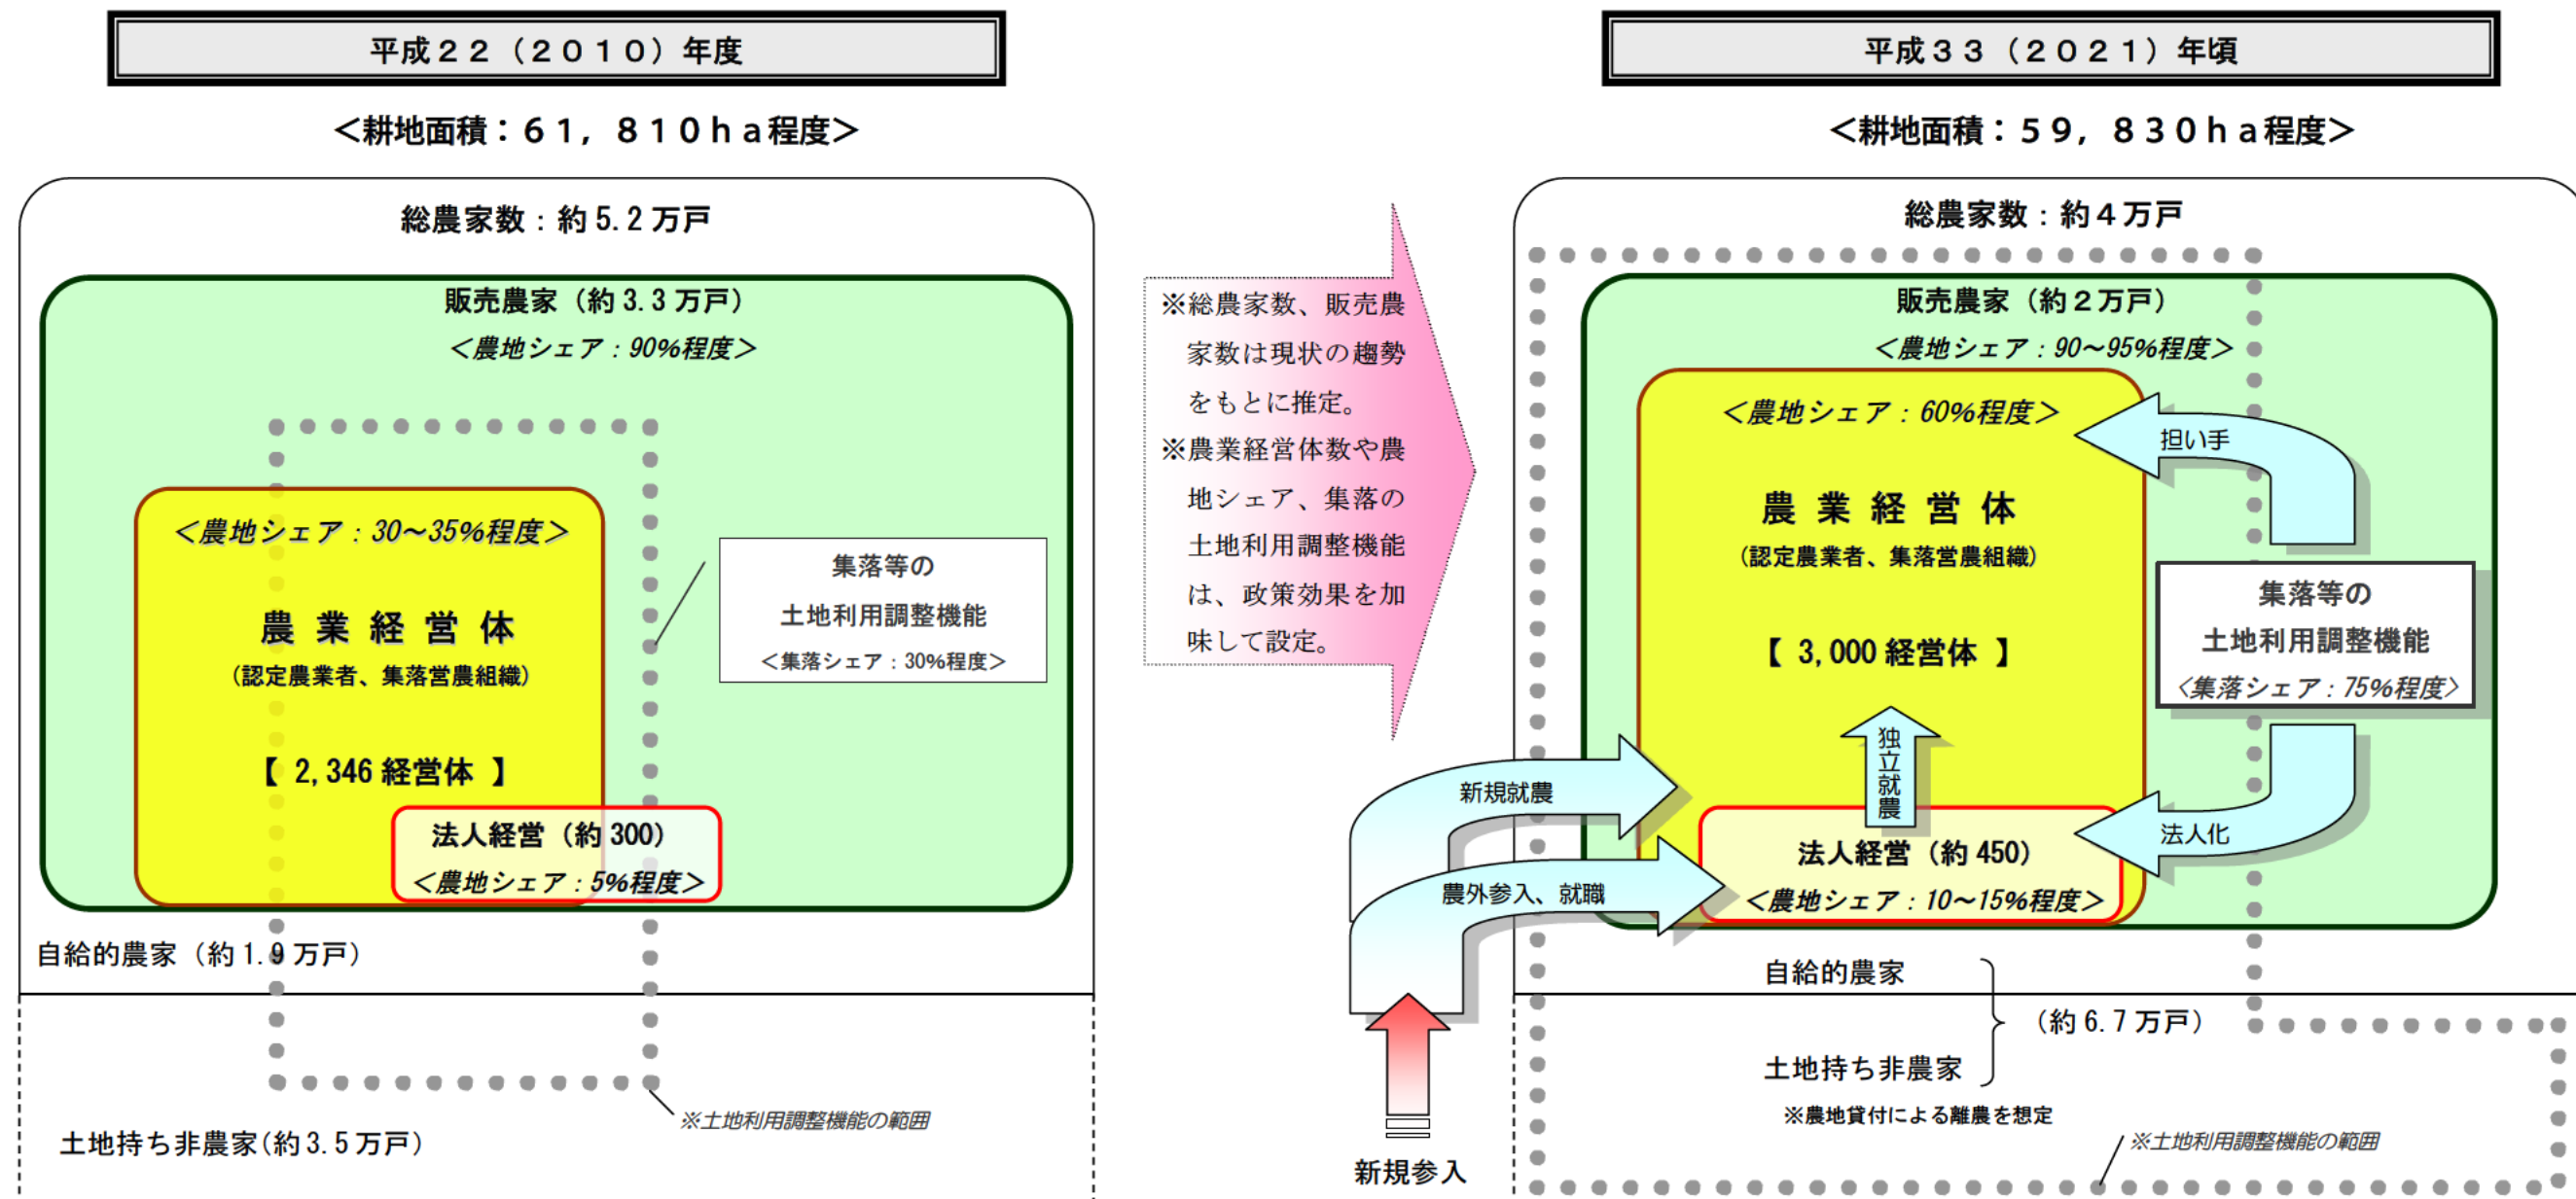 平成２２（２０１０）年度
＜耕地面積：６１，８１０ｈａ程度＞
総農家数：約 5.2 万戸
販売農家（約 3.3 万戸）
＜農地シェア：90%程度＞
＜農地シェア：30～35%程度＞
農 業 経 営 体
（認定農業者、集落営農組織）
【 2,346 経営体 】
法人経営（約 300）
＜農地シェア：5%程度＞
集落等の
土地利用調整機能
＜集落シェア：30%程度＞
自給的農家（約 1.9 万戸）
※土地利用調整機能の範囲
土地持ち非農家(約 3.5 万戸)
※総農家数、販売農
家数は現状の趨勢
をもとに推定。
※農業経営体数や農
地シェア、集落の
土地利用調整機能
は、政策効果を加
味して設定。
平成３３（２０２１）年頃
＜耕地面積：５９，８３０ｈａ程度＞
総農家数：約４万戸
販売農家（約２万戸）
＜農地シェア：90～95%程度＞
＜農地シェア：60%程度＞
担い手
農 業 経 営 体
（認定農業者、集落営農組織）
【 3,000 経営体 】
集落等の
土地利用調整機能
＜集落シェア：75%程度＞
独立就農
新規就農
法人化
法人経営（約 450）
＜農地シェア：10～15%程度＞
農外参入、就職
自給的農家
（約 6.7 万戸）
土地持ち非農家
※農地貸付による離農を想定
※土地利用調整機能の範囲
新規参入